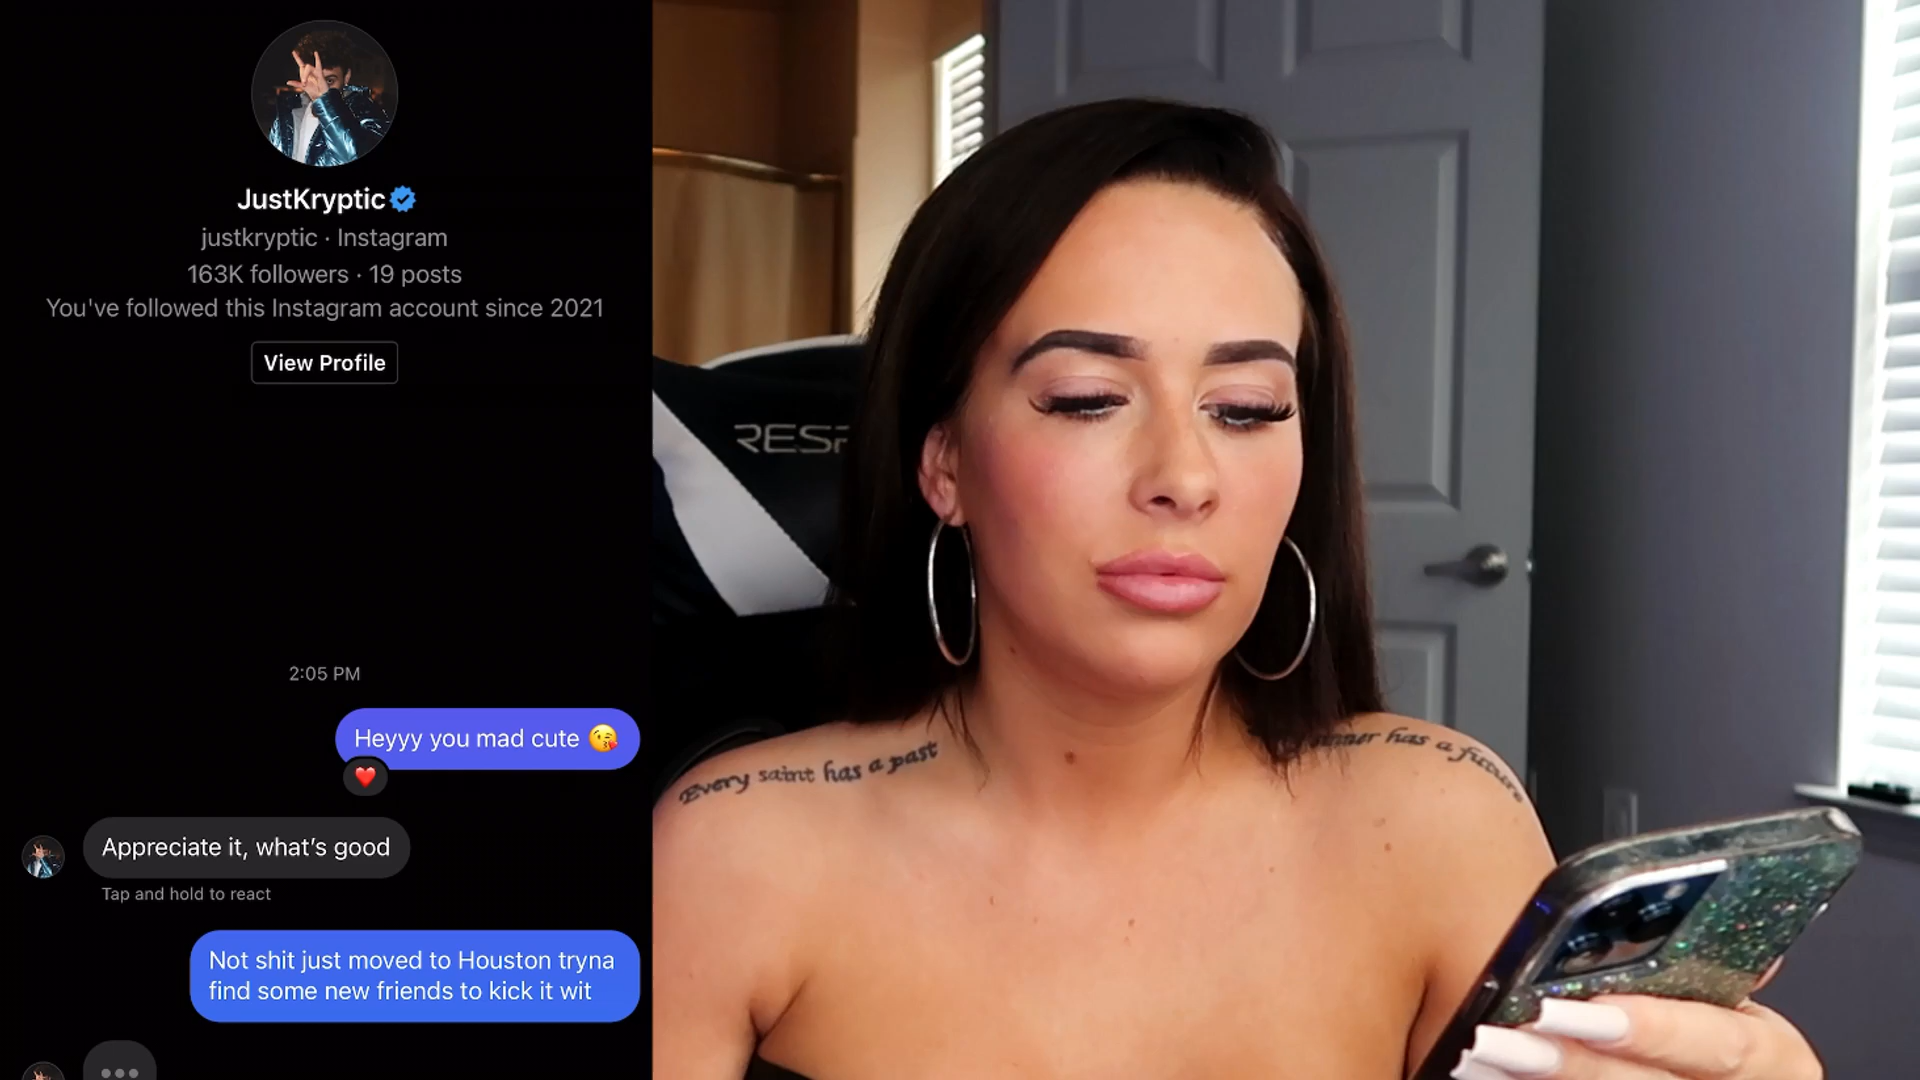 JustKryptic
justkryptic · Instagram
163K followers · 19 posts
You've followed this Instagram account since 2021
View Profile
2:05 PM
Heyyy you mad cute 😘
❤️
Appreciate it, what's good
Tap and hold to react
Not shit just moved to Houston tryna
find some new friends to kick it wit
Every saint has a past
has a future